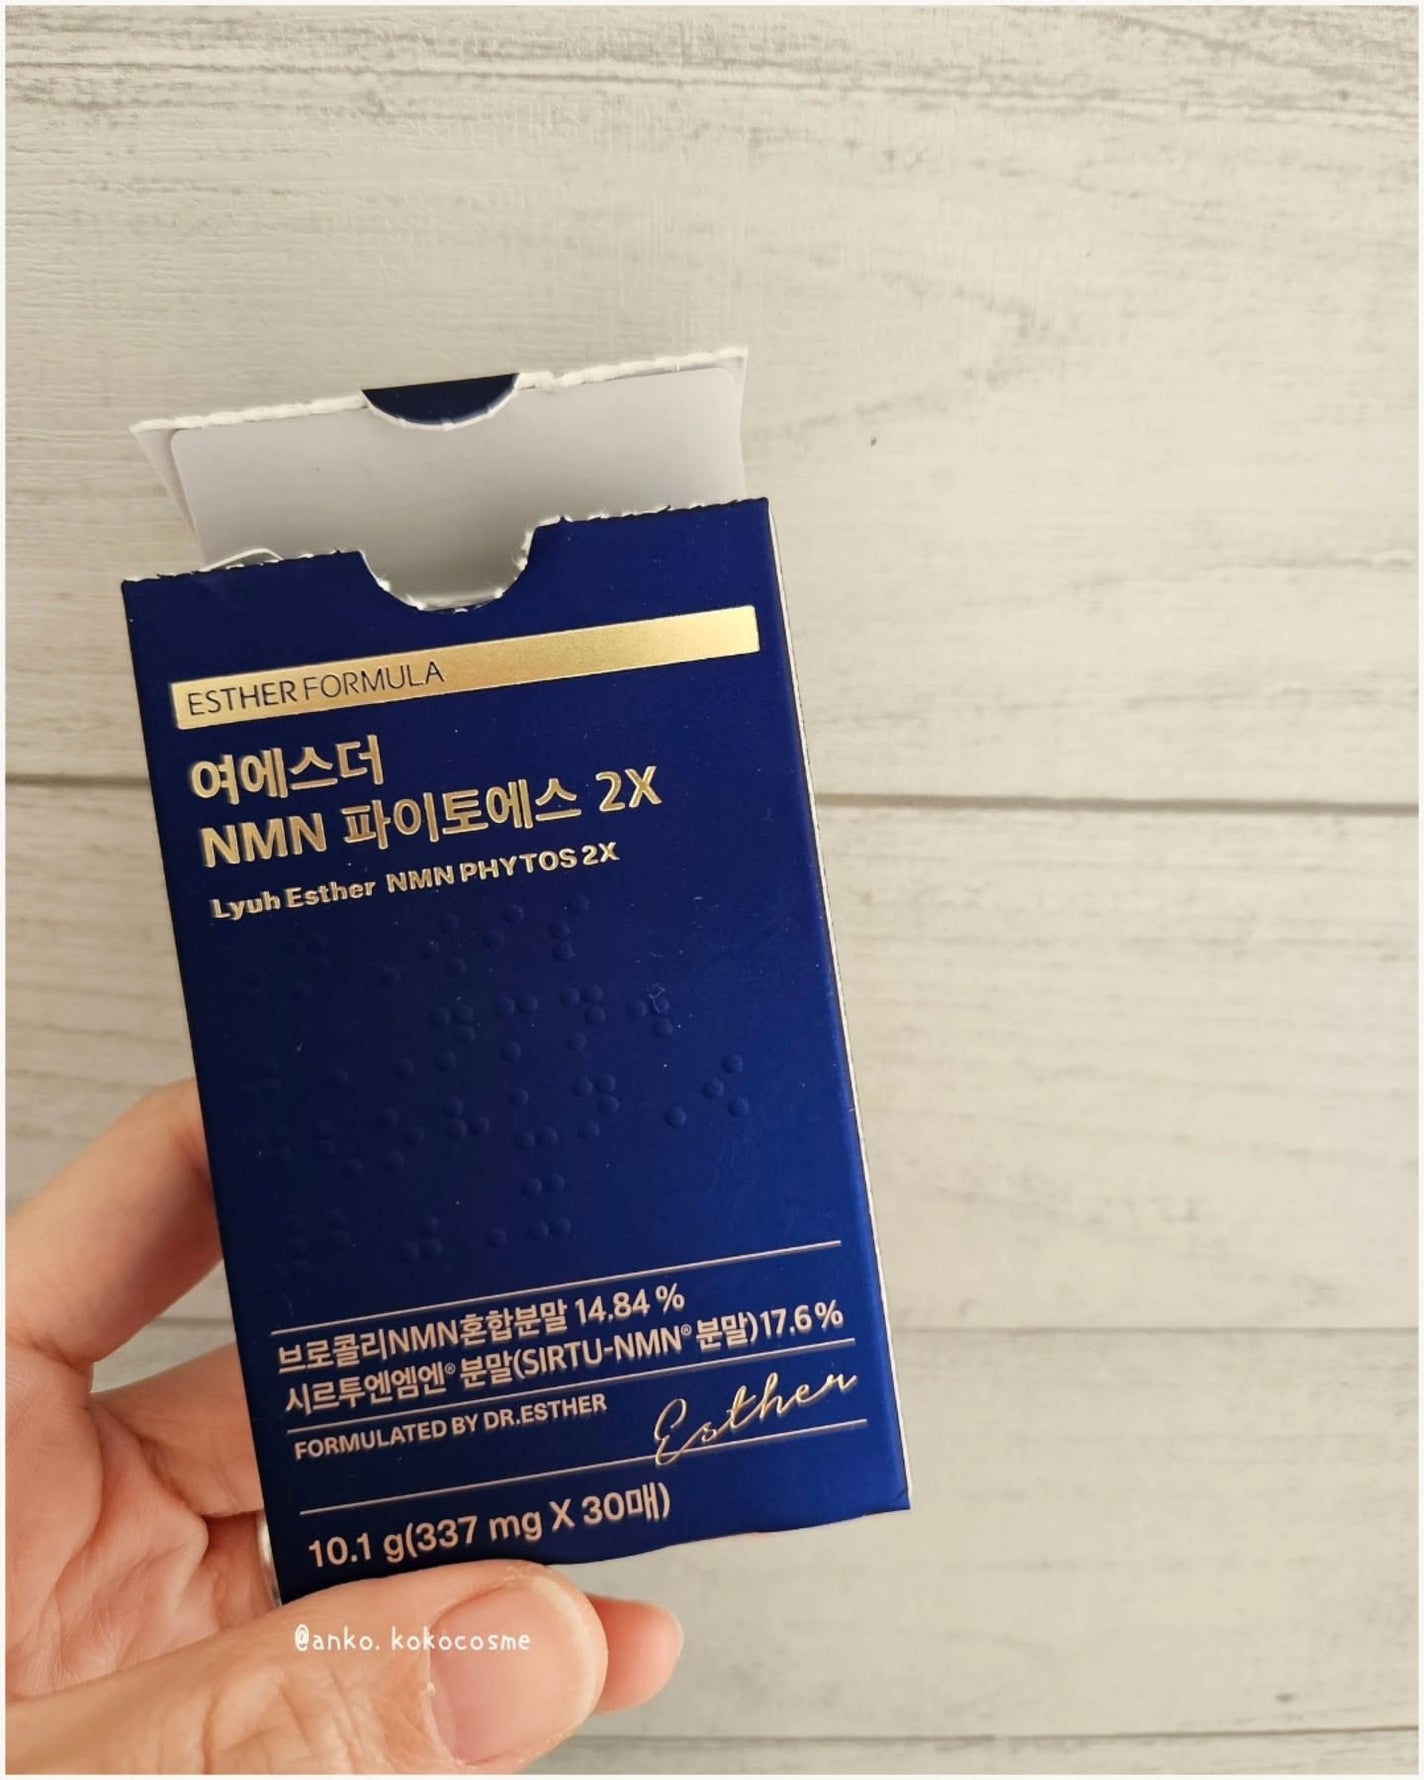 ESTHER FORMULA
여에스더
NMN 파이토에스 2X
Lyuh Esther NMN PHYTOS 2X
브로콜리NMN혼합분말 14.84 %
시르투엔엠엔® 분말(SIRTU-NMN® 분말)17.6%
FORMULATED BY DR.ESTHER
Esther
10.1 g(337 mg X 30매)
@anko.kokocosme